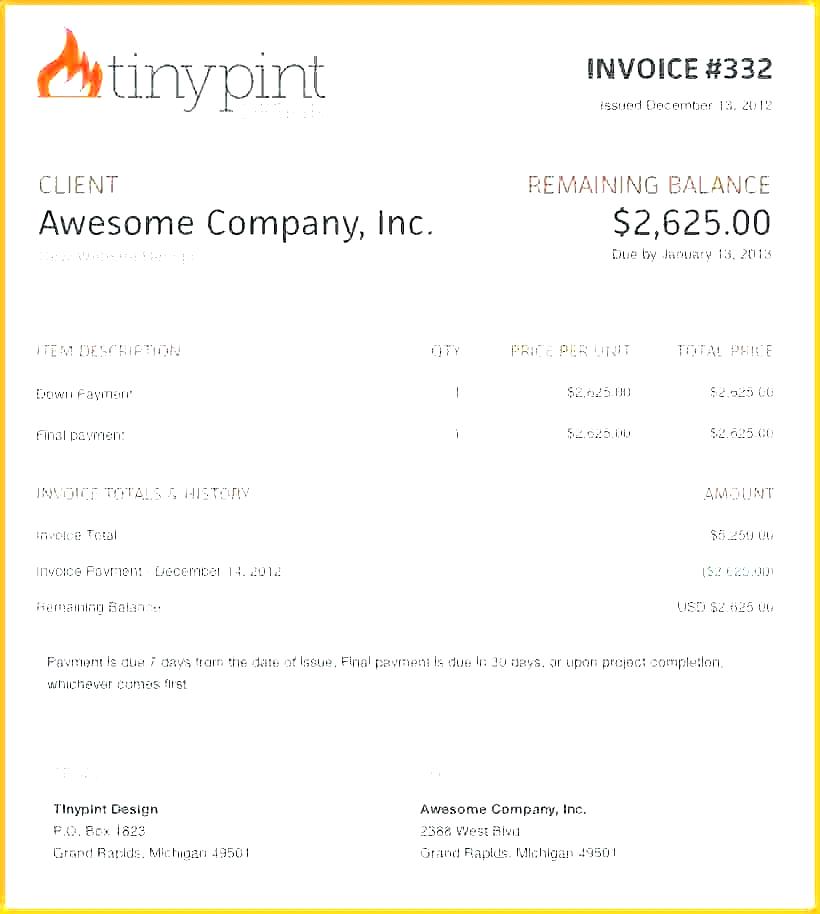 tinypint
INVOICE #332
Issued December 13, 2012
CLIENT
REMAINING BALANCE
Awesome Company, Inc.
$2,625.00
Due by January 13, 2013
ITEM DESCRIPTION QTY PRICE PER UNIT TOTAL PRICE
Down Payment 1 $2,625.00 $2,625.00
Final payment 1 $2,625.00 $2,625.00
INVOICE TOTALS & HISTORY AMOUNT
Invoice Total $5,250.00
Invoice Payment - December 14, 2012 ($2,625.00)
Remaining Balance USD $2,625.00
Payment is due 7 days from the date of issue. Final payment is due in 30 days, or upon project completion,
whichever comes first
Tinypint Design
P.O. Box 1823
Grand Rapids, Michigan 49501
Awesome Company, Inc.
2388 West Blvd
Grand Rapids, Michigan 49501